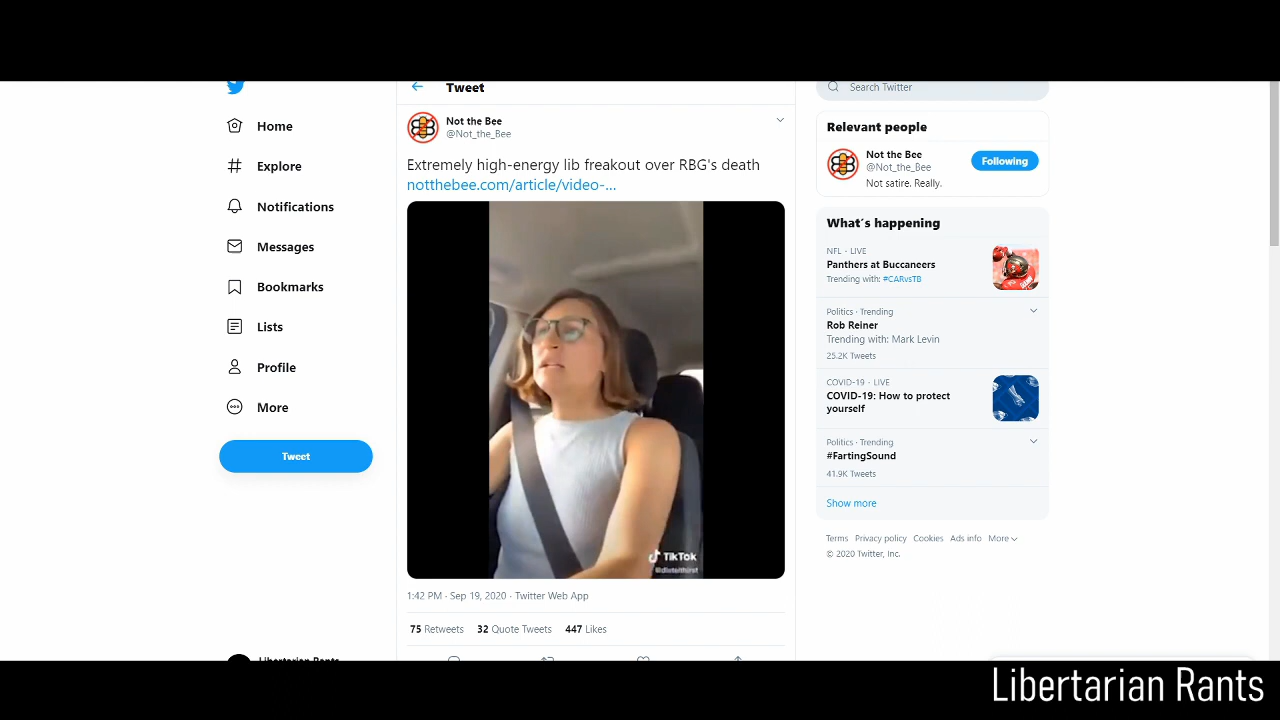 Tweet
Search Twitter
Home
Explore
Notifications
Messages
Bookmarks
Lists
Profile
More
Tweet
Not the Bee
@Not_the_Bee
Extremely high-energy lib freakout over RBG's death
notthebee.com/article/video-...
TikTok
1:42 PM · Sep 19, 2020 · Twitter Web App
75 Retweets 32 Quote Tweets 447 Likes
Relevant people
Not the Bee
@Not_the_Bee
Following
Not satire. Really.
What's happening
NFL · LIVE
Panthers at Buccaneers
Trending with: #CARvsTB
Politics · Trending
Rob Reiner
Trending with: Mark Levin
25.2K Tweets
COVID-19 · LIVE
COVID-19: How to protect
yourself
Politics · Trending
#FartingSound
41.9K Tweets
Show more
Terms Privacy policy Cookies Ads info More
© 2020 Twitter, Inc.
Libertarian Rants
Libertarian Rants